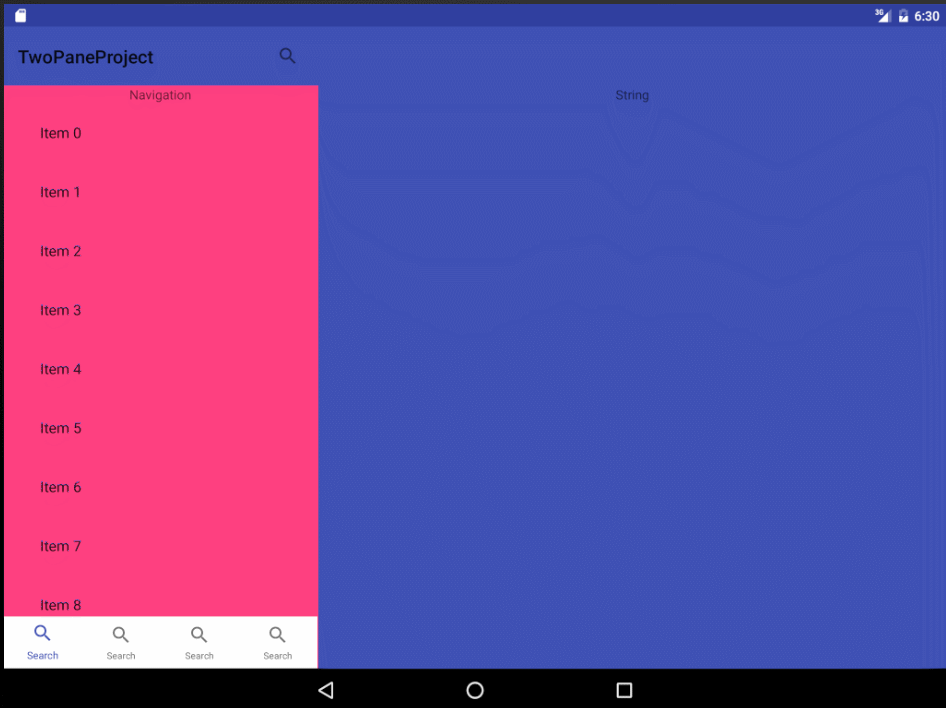 3G 6:30
TwoPaneProject
Navigation
String
Item 0
Item 1
Item 2
Item 3
Item 4
Item 5
Item 6
Item 7
Item 8
Search Search Search Search